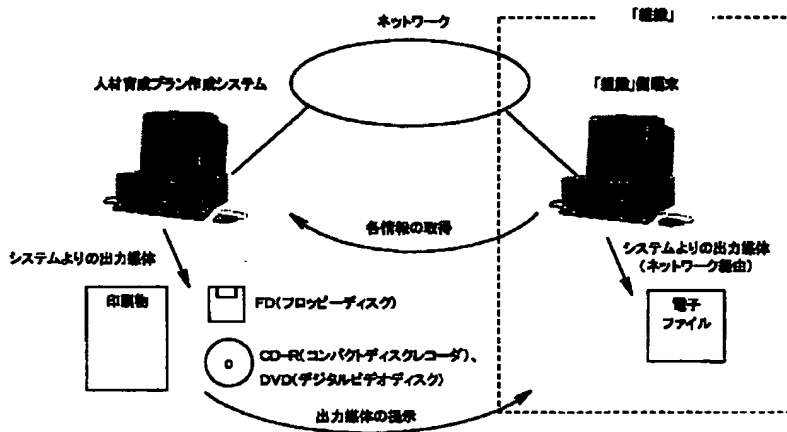 ネットワーク
「組織」
人材育成プラン作成システム
「組織」側端末
各情報の取得
システムよりの出力媒体
システムよりの出力媒体
(ネットワーク経由)
印刷物
FD(フロッピーディスク)
電子
ファイル
CD-R(コンパクトディスクレコーダ)、
DVD(デジタルビデオディスク)
出力媒体の提示